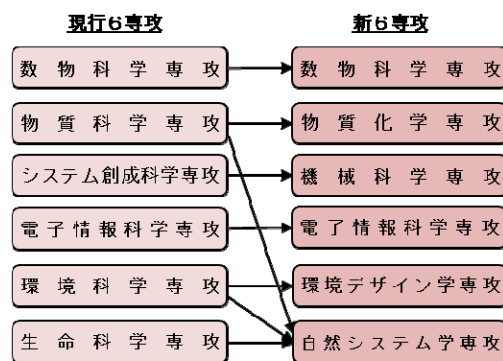 現行6専攻
新6専攻
数物科学専攻
数物科学専攻
物質科学専攻
物質化学専攻
システム創成科学専攻
機械科学専攻
電子情報科学専攻
電子情報科学専攻
環境科学専攻
環境デザイン学専攻
生命科学専攻
自然システム学専攻